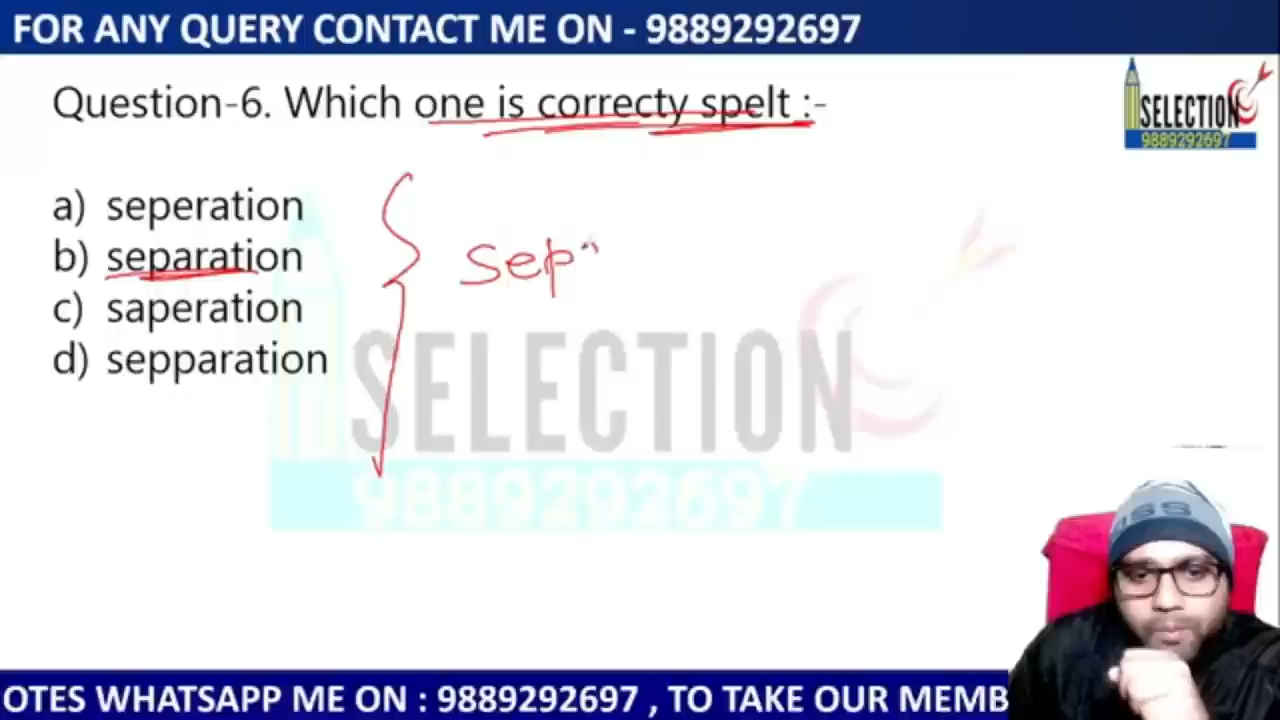 FOR ANY QUERY CONTACT ME ON - 9889292697
Question-6. Which one is correcty spelt :-
SELECTION
9889292697
a) seperation
b) separation
sep
c) saperation
d) sepparation
SELECTION
9889292697
OTES WHATSAPP ME ON : 9889292697 , TO TAKE OUR MEMB